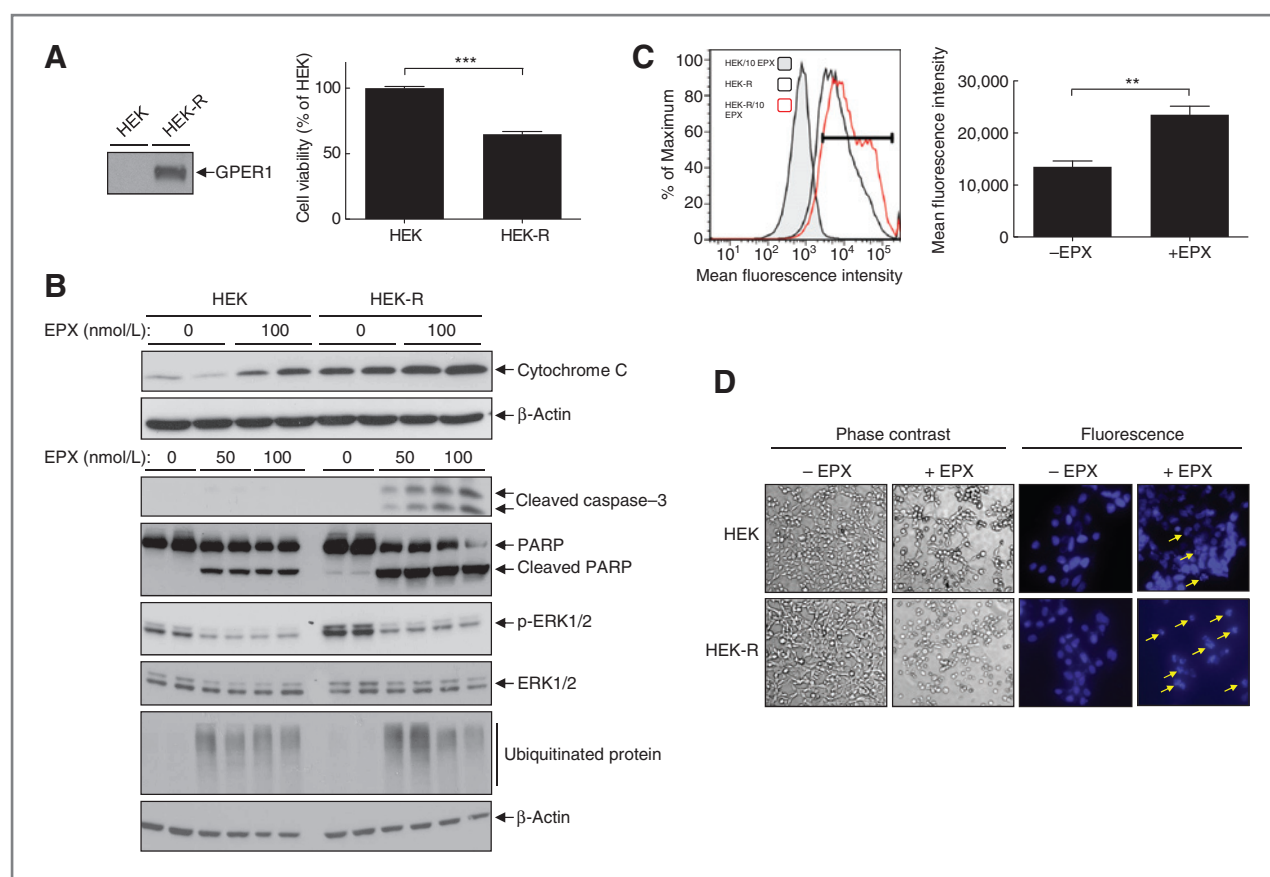 A
HEK
HEK-R
GPER1
Cell viability (% of HEK)
100
50
0
***
HEK
HEK-R
B
HEK
HEK-R
EPX (nmol/L):
0
100
0
100
Cytochrome C
β-Actin
EPX (nmol/L):
0
50
100
0
50
100
Cleaved caspase–3
PARP
Cleaved PARP
p-ERK1/2
ERK1/2
Ubiquitinated protein
β-Actin
C
% of Maximum
100
80
60
40
20
0
HEK/10 EPX
HEK-R
HEK-R/10
EPX
10¹
10²
10³
10⁴
10⁵
Mean fluorescence intensity
Mean fluorescence intensity
30,000
20,000
10,000
0
**
–EPX
+EPX
D
Phase contrast
Fluorescence
– EPX
+ EPX
– EPX
+ EPX
HEK
HEK-R